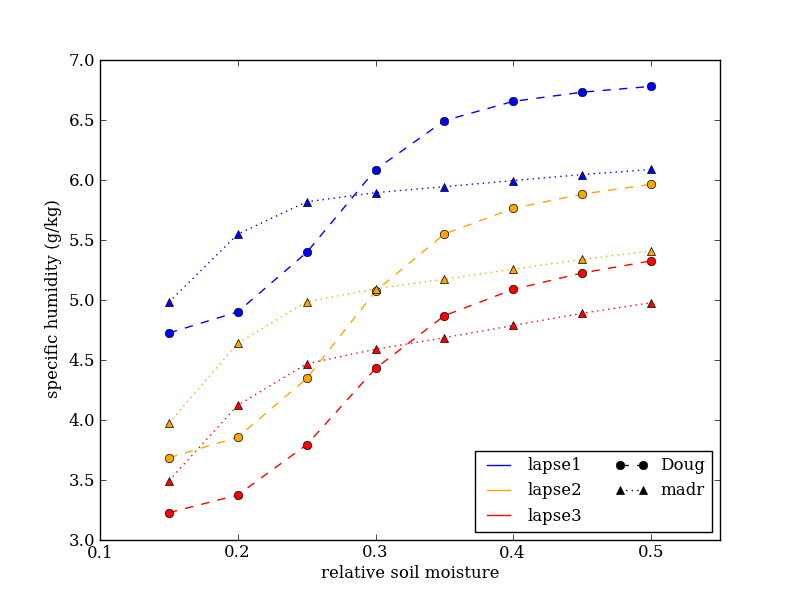 7.0
6.5
6.0
5.5
5.0
4.5
4.0
3.5
3.0
specific humidity (g/kg)
0.1 0.2 0.3 0.4 0.5
relative soil moisture
lapse1 Doug
lapse2 madr
lapse3